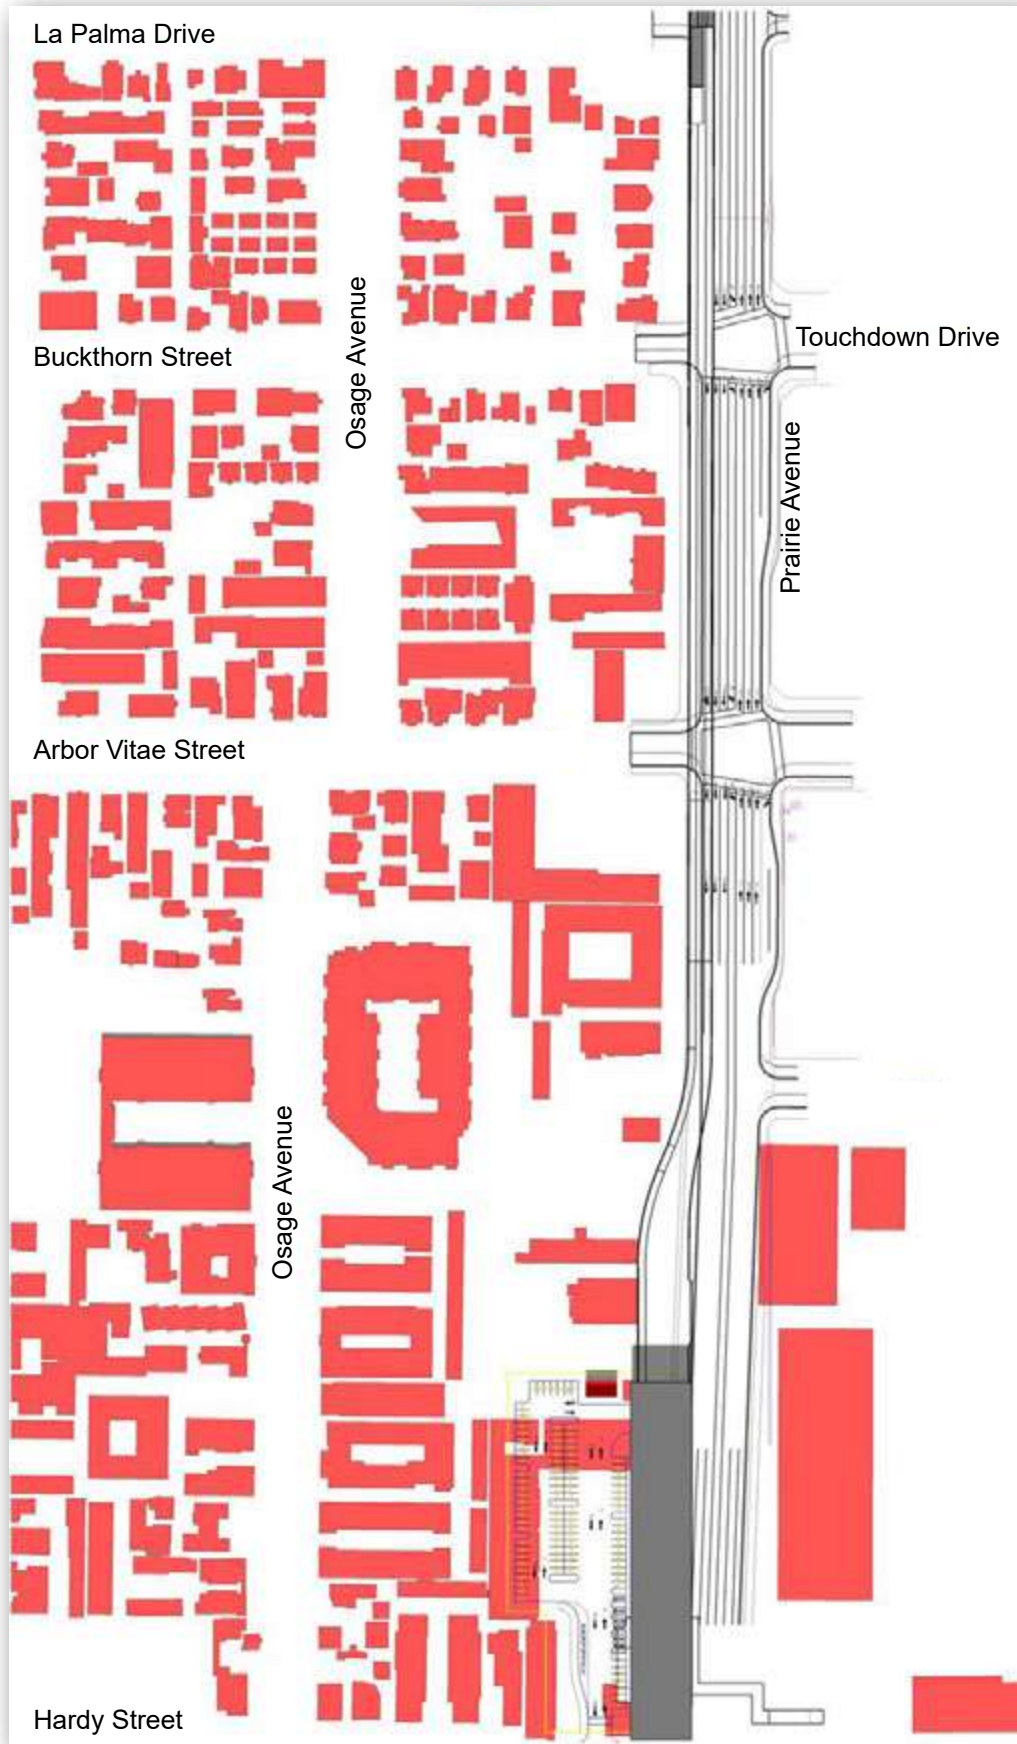 La Palma Drive
Osage Avenue
Touchdown Drive
Buckthorn Street
Prairie Avenue
Arbor Vitae Street
Osage Avenue
Hardy Street